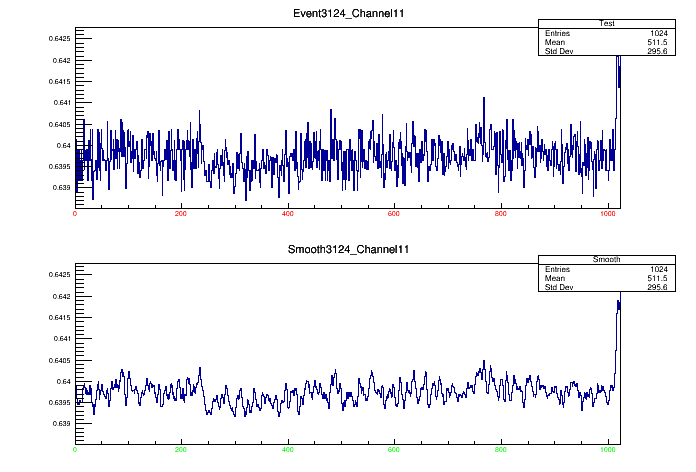 Event3124_Channel11
Test
Entries 1024
Mean 511.5
Std Dev 295.6
0.6425
0.642
0.6415
0.641
0.6405
0.64
0.6395
0.639
0 200 400 600 800 1000
Smooth3124_Channel11
Smooth
Entries 1024
Mean 511.5
Std Dev 295.6
0.6425
0.642
0.6415
0.641
0.6405
0.64
0.6395
0.639
0 200 400 600 800 1000